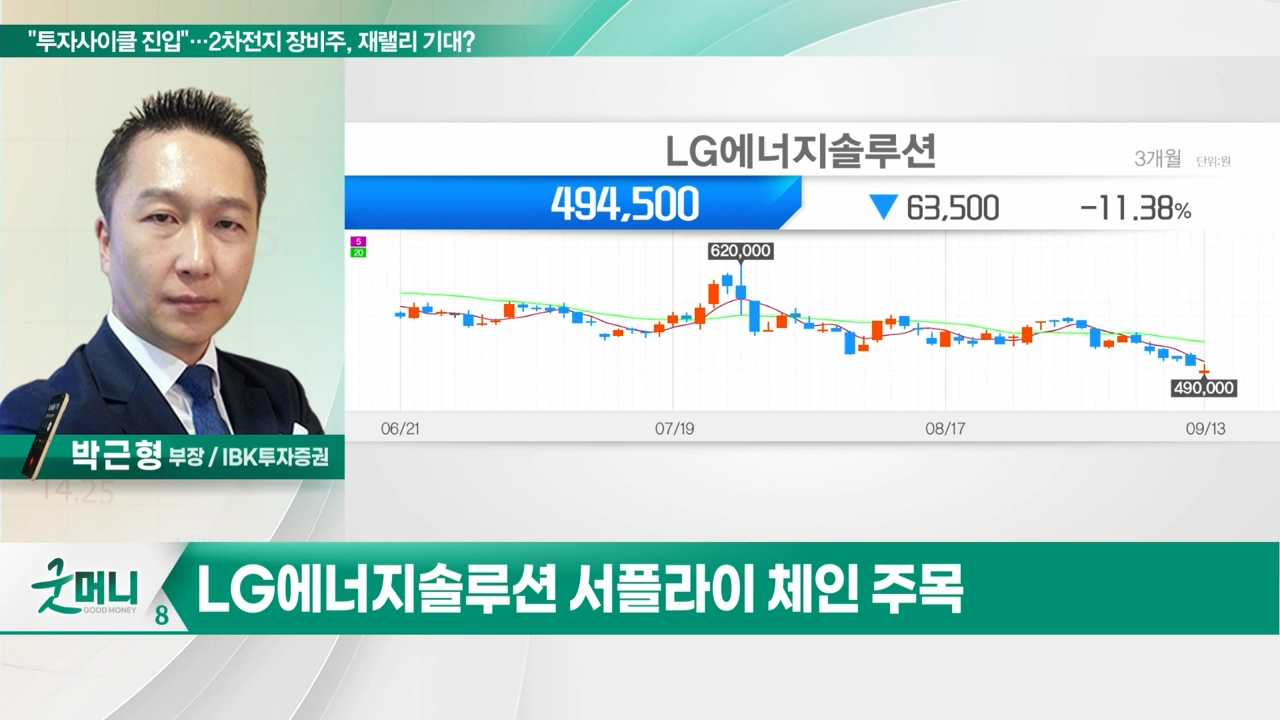 "투자사이클 진입"…2차전지 장비주, 재랠리 기대?
LG에너지솔루션
3개월 단위:원
494,500 ▼ 63,500 -11.38%
5
20
620,000
490,000
06/21 07/19 08/17 09/13
박근형 부장 / IBK투자증권
14.25
굿머니
GOOD MONEY
8
LG에너지솔루션 서플라이 체인 주목